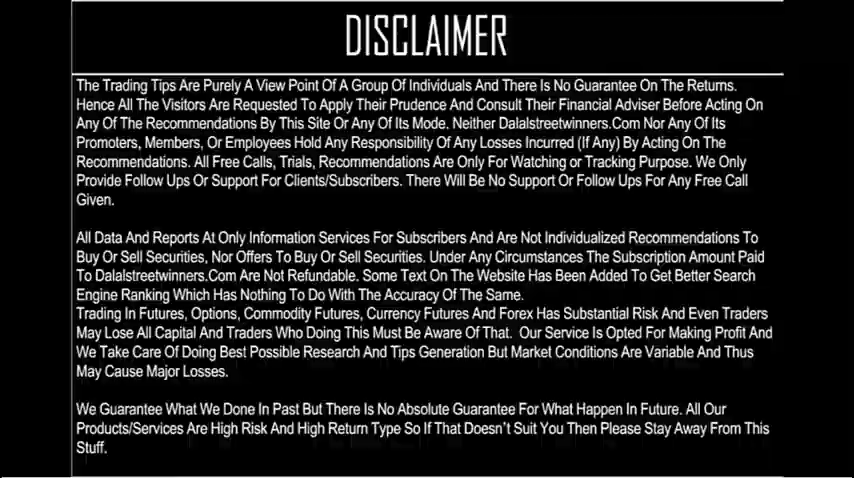 DISCLAIMER
The Trading Tips Are Purely A View Point Of A Group Of Individuals And There Is No Guarantee On The Returns.
Hence All The Visitors Are Requested To Apply Their Prudence And Consult Their Financial Adviser Before Acting On
Any Of The Recommendations By This Site Or Any Of Its Mode. Neither Dalalstreetwinners.Com Nor Any Of Its
Promoters, Members, Or Employees Hold Any Responsibility Of Any Losses Incurred (If Any) By Acting On The
Recommendations. All Free Calls, Trials, Recommendations Are Only For Watching or Tracking Purpose. We Only
Provide Follow Ups Or Support For Clients/Subscribers. There Will Be No Support Or Follow Ups For Any Free Call
Given.
All Data And Reports At Only Information Services For Subscribers And Are Not Individualized Recommendations To
Buy Or Sell Securities, Nor Offers To Buy Or Sell Securities. Under Any Circumstances The Subscription Amount Paid
To Dalalstreetwinners.Com Are Not Refundable. Some Text On The Website Has Been Added To Get Better Search
Engine Ranking Which Has Nothing To Do With The Accuracy Of The Same.
Trading In Futures, Options, Commodity Futures, Currency Futures And Forex Has Substantial Risk And Even Traders
May Lose All Capital And Traders Who Doing This Must Be Aware Of That. Our Service Is Opted For Making Profit And
We Take Care Of Doing Best Possible Research And Tips Generation But Market Conditions Are Variable And Thus
May Cause Major Losses.
We Guarantee What We Done In Past But There Is No Absolute Guarantee For What Happen In Future. All Our
Products/Services Are High Risk And High Return Type So If That Doesn't Suit You Then Please Stay Away From This
Stuff.